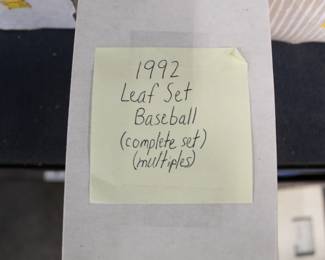 1992
Leaf Set
Baseball
(complete set)
(multiples)